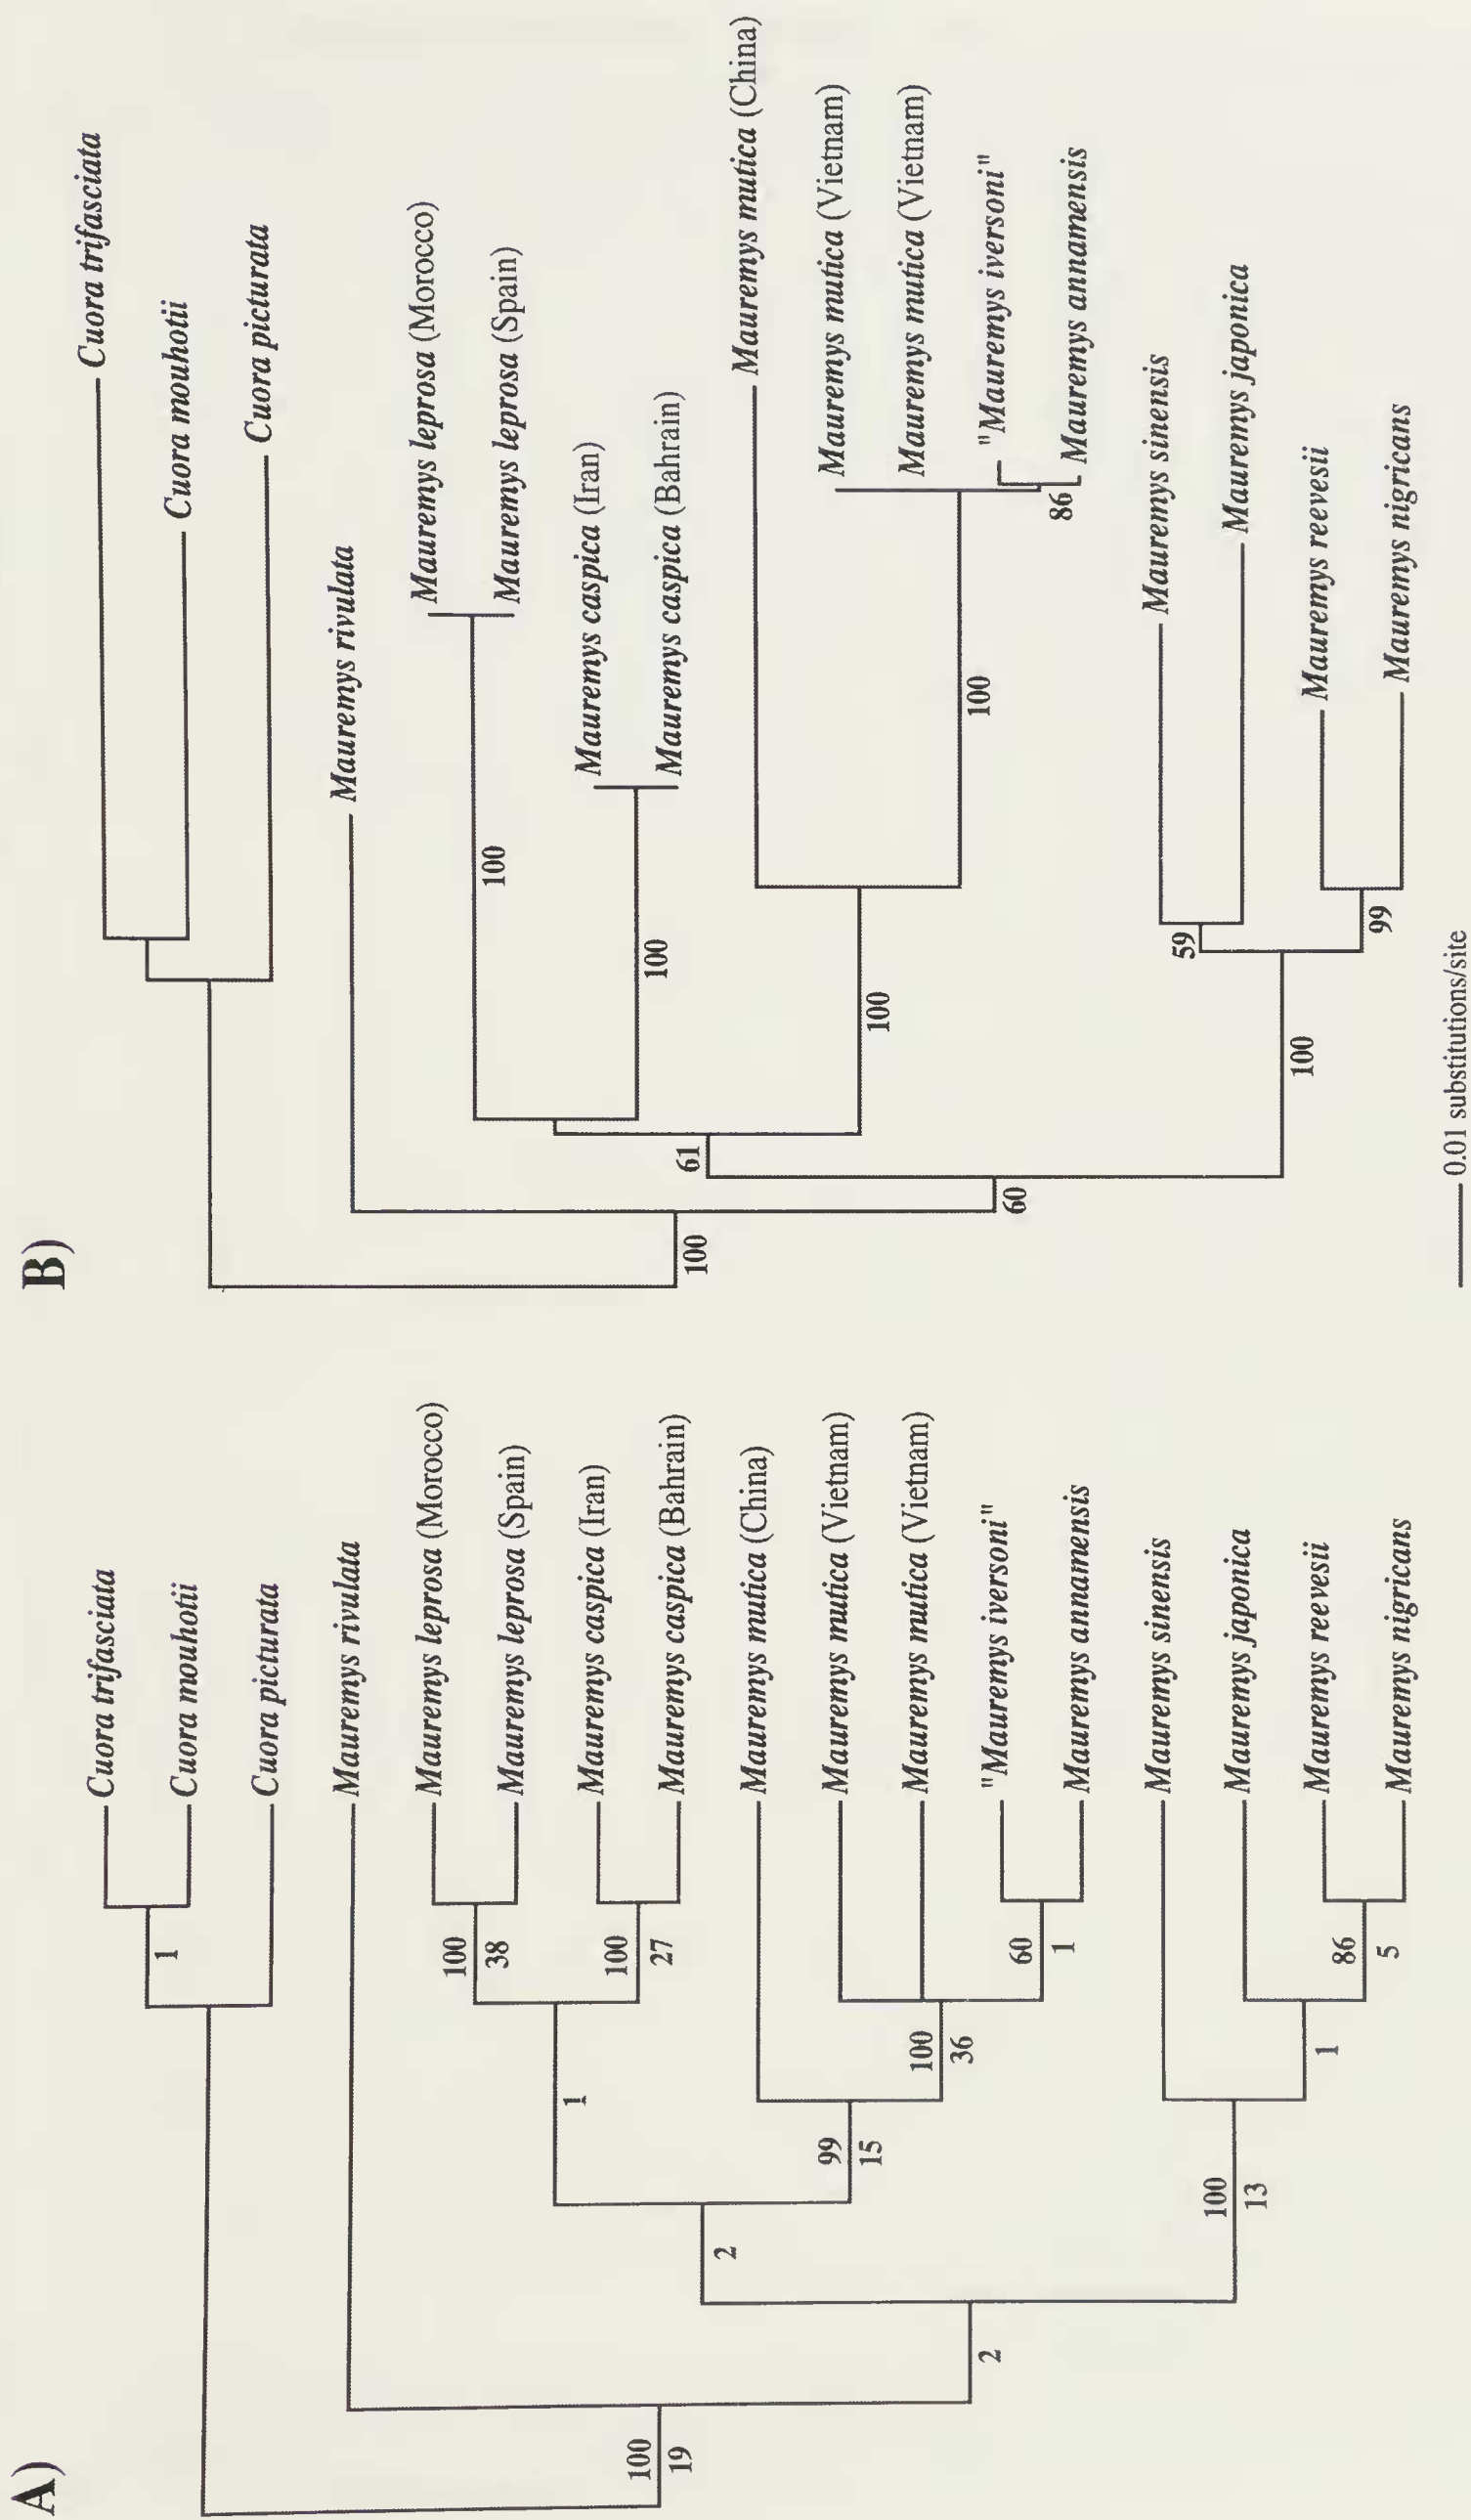 A)
Cuora trifasciata
Cuora mouhotii
Cuora picturata
Mauremys rivulata
Mauremys leprosa (Morocco)
Mauremys leprosa (Spain)
Mauremys caspica (Iran)
Mauremys caspica (Bahrain)
Mauremys mutica (China)
Mauremys mutica (Vietnam)
Mauremys mutica (Vietnam)
"Mauremys iversoni"
Mauremys annamensis
Mauremys sinensis
Mauremys japonica
Mauremys reevesii
Mauremys nigricans
1
100
38
100
27
1
60
1
100
36
99
15
2
86
5
1
100
13
2
100
19
B)
Cuora trifasciata
Cuora mouhotii
Cuora picturata
Mauremys rivulata
Mauremys leprosa (Morocco)
Mauremys leprosa (Spain)
Mauremys caspica (Iran)
Mauremys caspica (Bahrain)
Mauremys mutica (China)
Mauremys mutica (Vietnam)
Mauremys mutica (Vietnam)
"Mauremys iversoni"
Mauremys annamensis
Mauremys sinensis
Mauremys japonica
Mauremys reevesii
Mauremys nigricans
100
100
86
100
100
61
59
99
100
60
100
0.01 substitutions/site